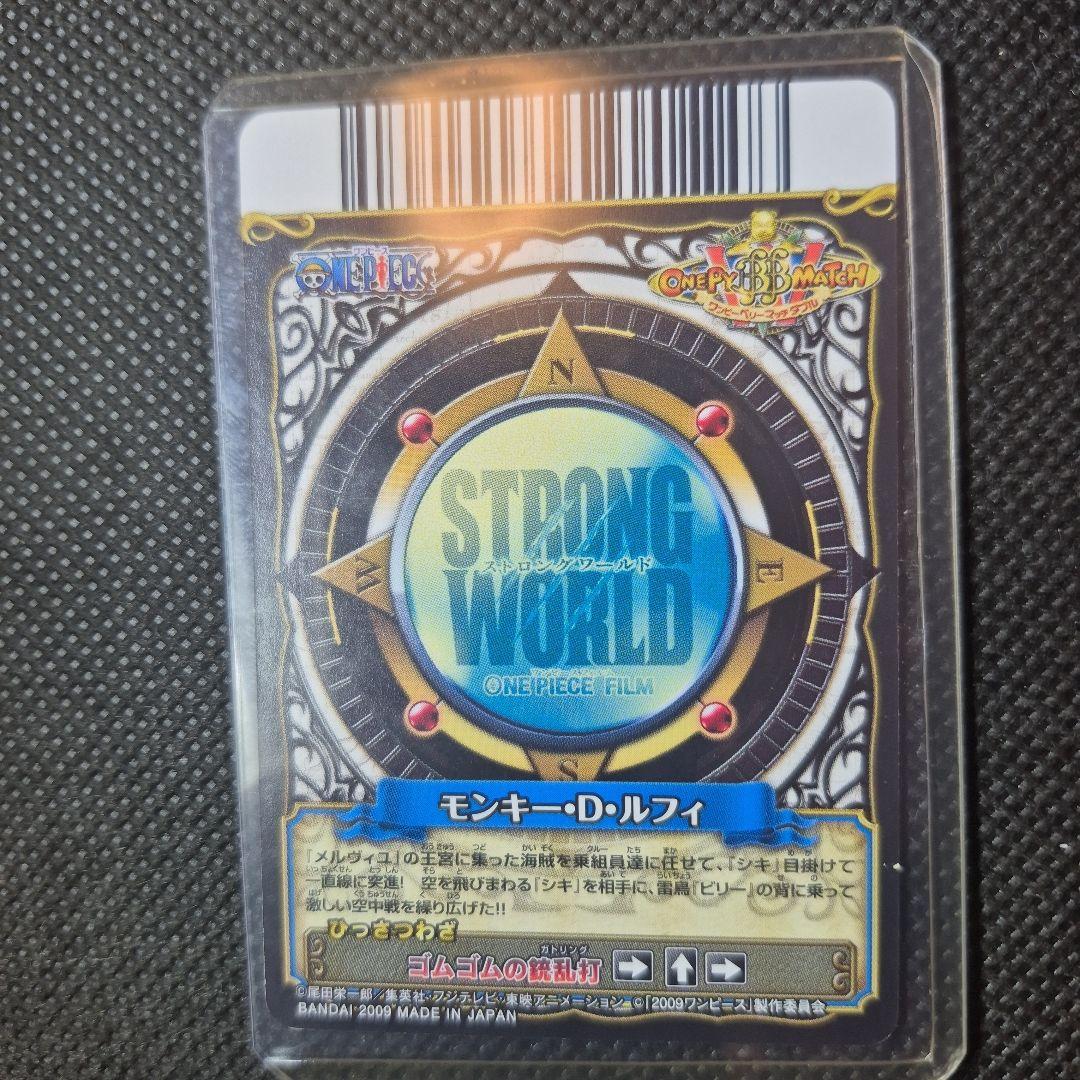 ワンピース
ONE PIECE
ONEPY BB MATCH
ワンピーベリーマッチ ダブル
N
W
E
STRONG
ストロング ワールド
WORLD
ONE PIECE FILM
S
モンキー・D・ルフィ
『メルヴィユ』の王宮に集った海賊を乗組員達に任せて、『シキ』目掛けて
一直線に突進! 空を飛びまわる『シキ』を相手に、雷鳥『ビリー』の背に乗って
激しい空中戦を繰り広げた!!
ひっさつわざ
ガトリング
ゴムゴムの銃乱打 → ↑ →
©尾田栄一郎/集英社・フジテレビ・東映アニメーション ©「2009ワンピース」製作委員会
BANDAI 2009 MADE IN JAPAN